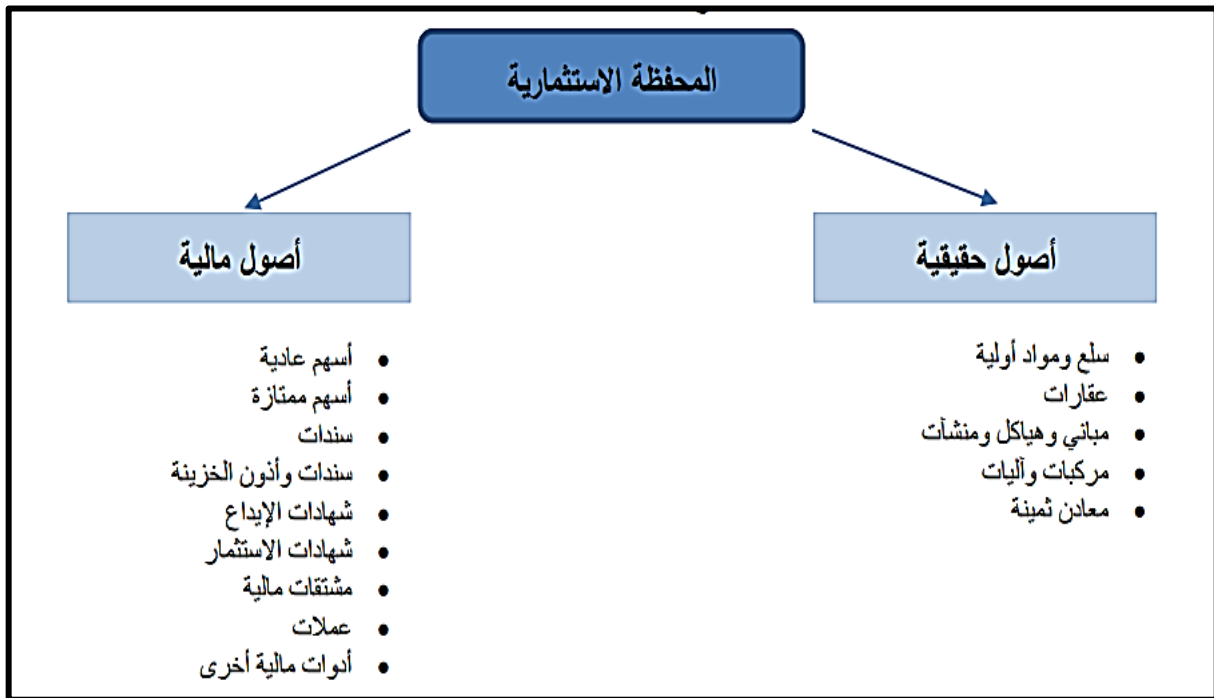 المحفظة الاستثمارية
أصول حقيقية
• سلع ومواد أولية
• عقارات
• مباني وهياكل ومنشآت
• مركبات وآليات
• معادن ثمينة
أصول مالية
• أسهم عادية
• أسهم ممتازة
• سندات
• سندات وأذون الخزينة
• شهادات الإيداع
• شهادات الاستثمار
• مشتقات مالية
• عملات
• أدوات مالية أخرى